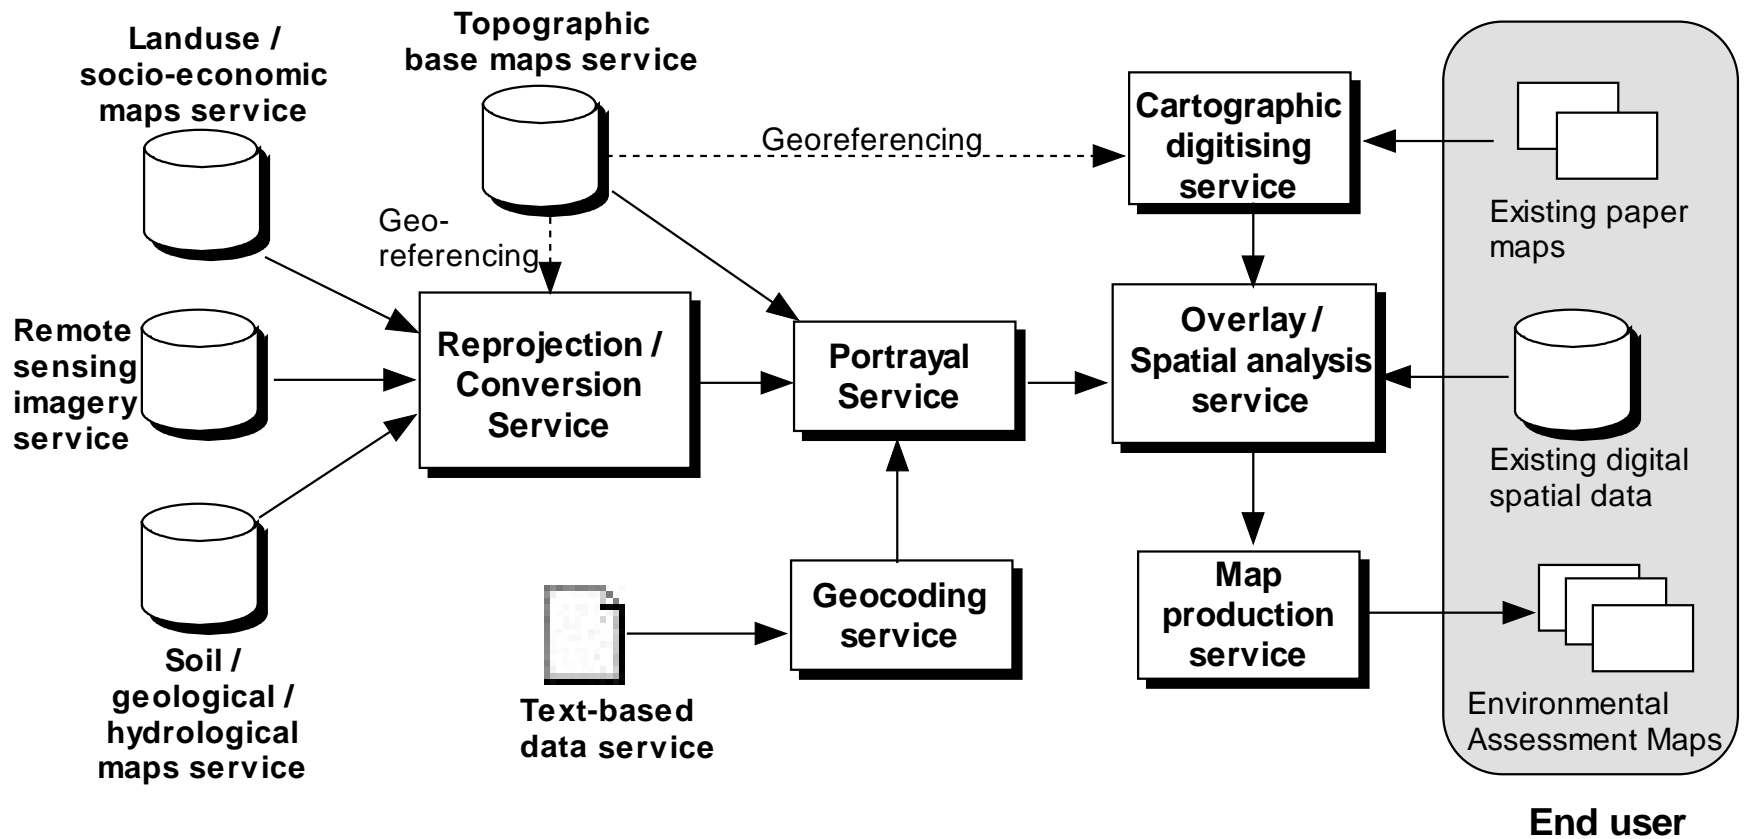 Landuse /
socio-economic
maps service
Topographic
base maps service
Georeferencing
Cartographic
digitising
service
Existing paper
maps
Geo-
referencing
Remote
sensing
imagery
service
Reprojection /
Conversion
Service
Portrayal
Service
Overlay /
Spatial analysis
service
Existing digital
spatial data
Soil /
geological /
hydrological
maps service
Text-based
data service
Geocoding
service
Map
production
service
Environmental
Assessment Maps
End user